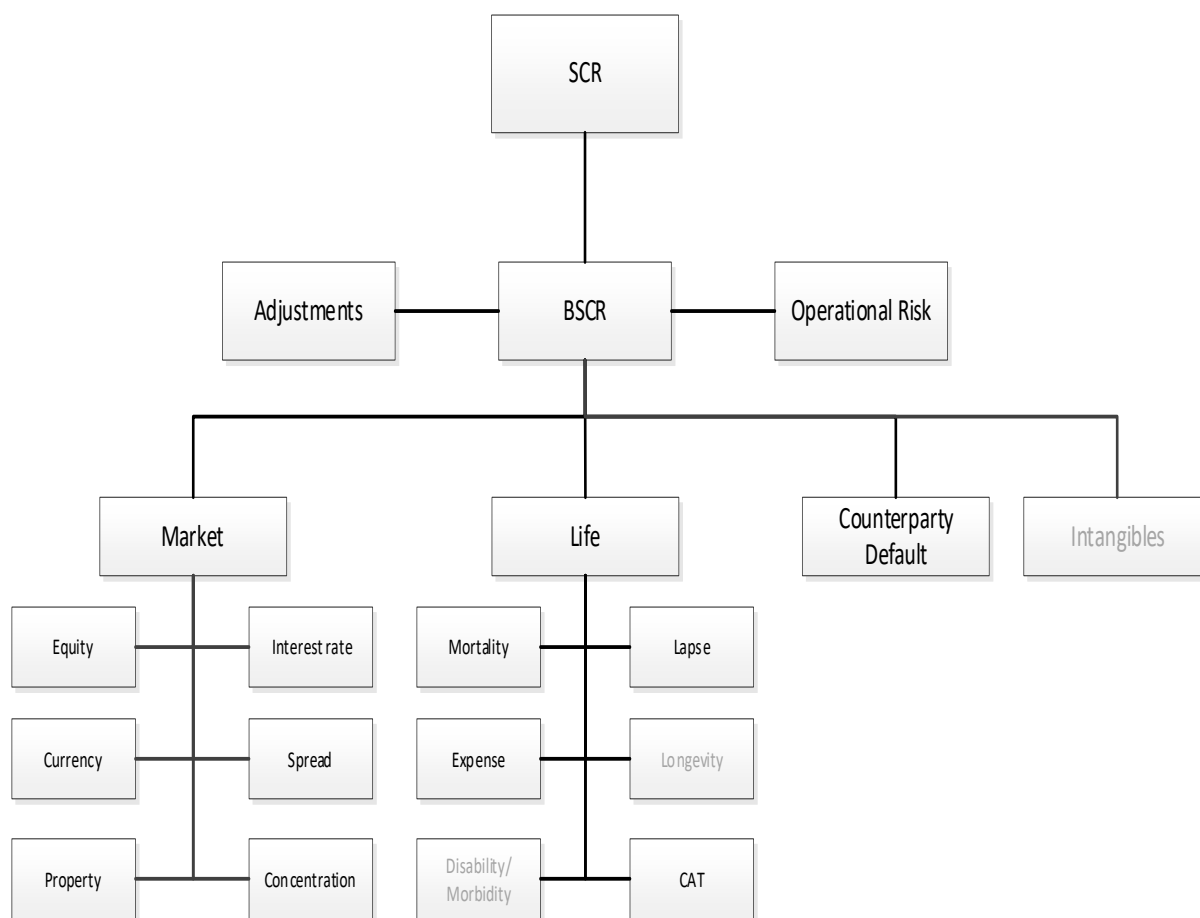 SCR
Adjustments
BSCR
Operational Risk
Market
Life
Counterparty
Default
Intangibles
Equity
Interest rate
Mortality
Lapse
Currency
Spread
Expense
Longevity
Property
Concentration
Disability/
Morbidity
CAT